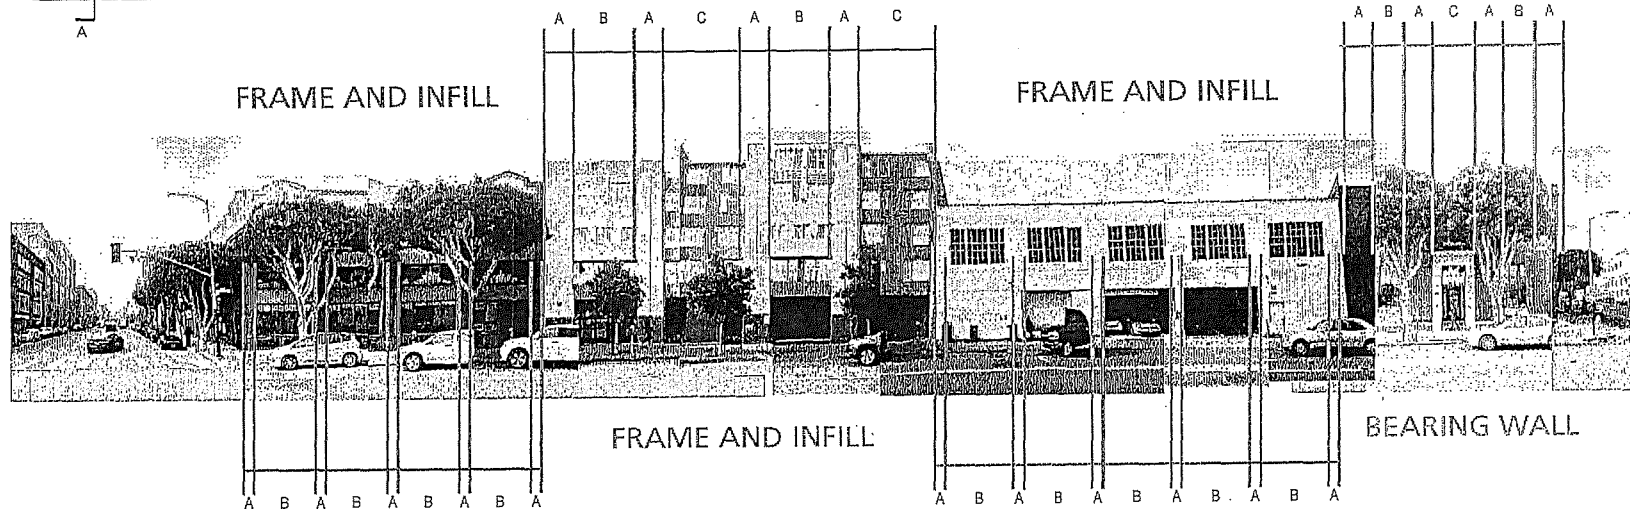 A
A B A C A B A C
A B A C A B A
FRAME AND INFILL
FRAME AND INFILL
FRAME AND INFILL
BEARING WALL
A B A B A B A B A
A B A B A B A B A B A